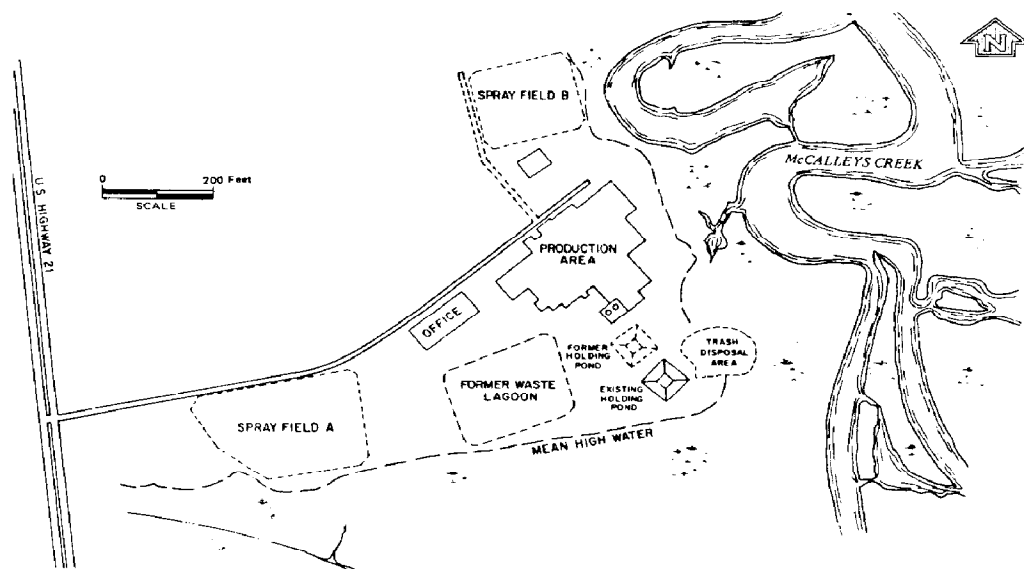 N
SPRAY FIELD B
McCALLEYS CREEK
0 200 Feet
SCALE
U.S. HIGHWAY 21
PRODUCTION
AREA
OFFICE
FORMER
HOLDING
POND
TRASH
DISPOSAL
AREA
FORMER WASTE
LAGOON
EXISTING
HOLDING
POND
SPRAY FIELD A
MEAN HIGH WATER